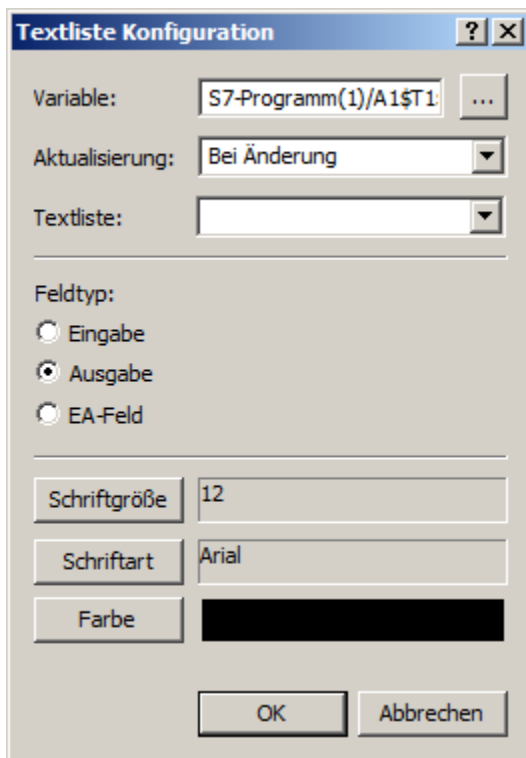 Textliste Konfiguration
Variable: S7-Programm(1)/A1$T1 ...
Aktualisierung: Bei Änderung
Textliste:
Feldtyp:
Eingabe
Ausgabe
EA-Feld
Schriftgröße 12
Schriftart Arial
Farbe
OK Abbrechen